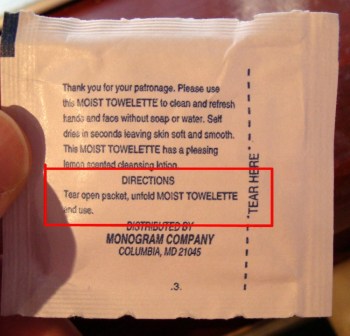 Thank you for your patronage. Please use
this MOIST TOWELETTE to clean and refresh
hands and face without soap or water. Self
dries in seconds leaving skin soft and smooth.
This MOIST TOWELETTE has a pleasing
lemon scented cleansing lotion.
DIRECTIONS
Tear open packet, unfold MOIST TOWELETTE
and use.
DISTRIBUTED BY
MONOGRAM COMPANY
COLUMBIA, MD 21045
.3.
TEAR HERE